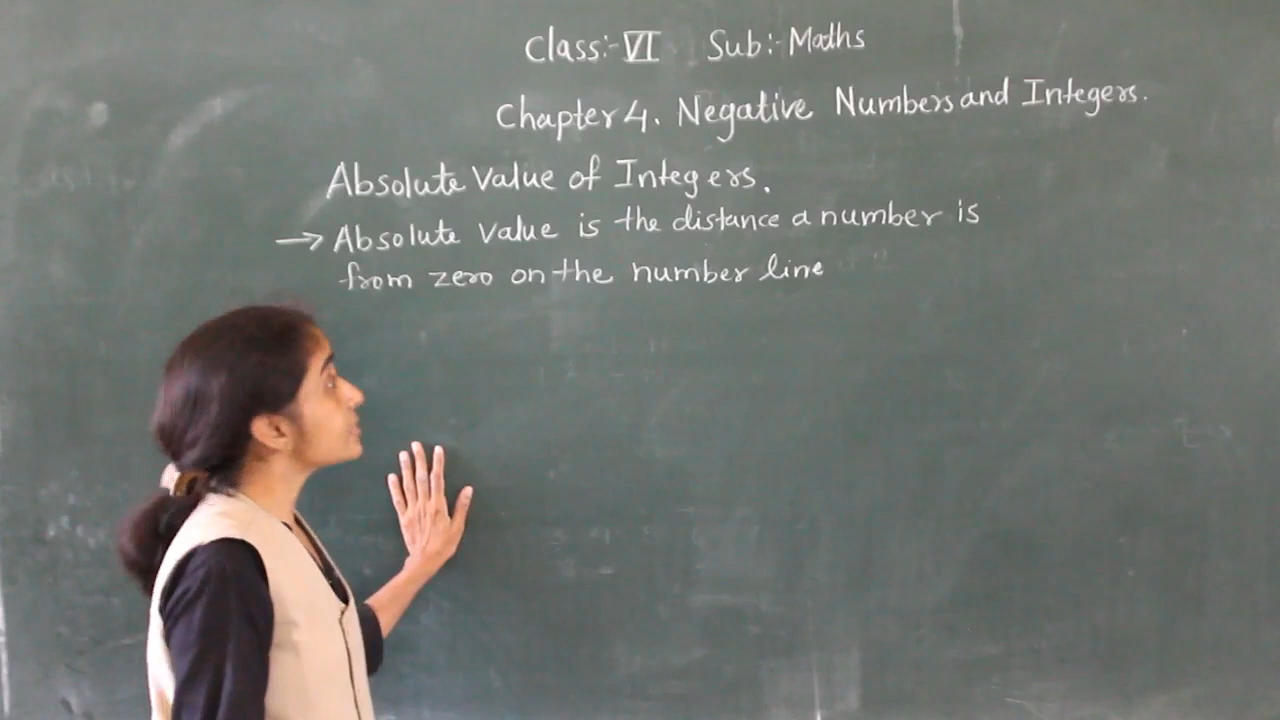 Class:- VI Sub:- Maths
Chapter 4. Negative Numbers and Integers.
Absolute Value of Integers.
→ Absolute Value is the distance a number is
from zero on the number line